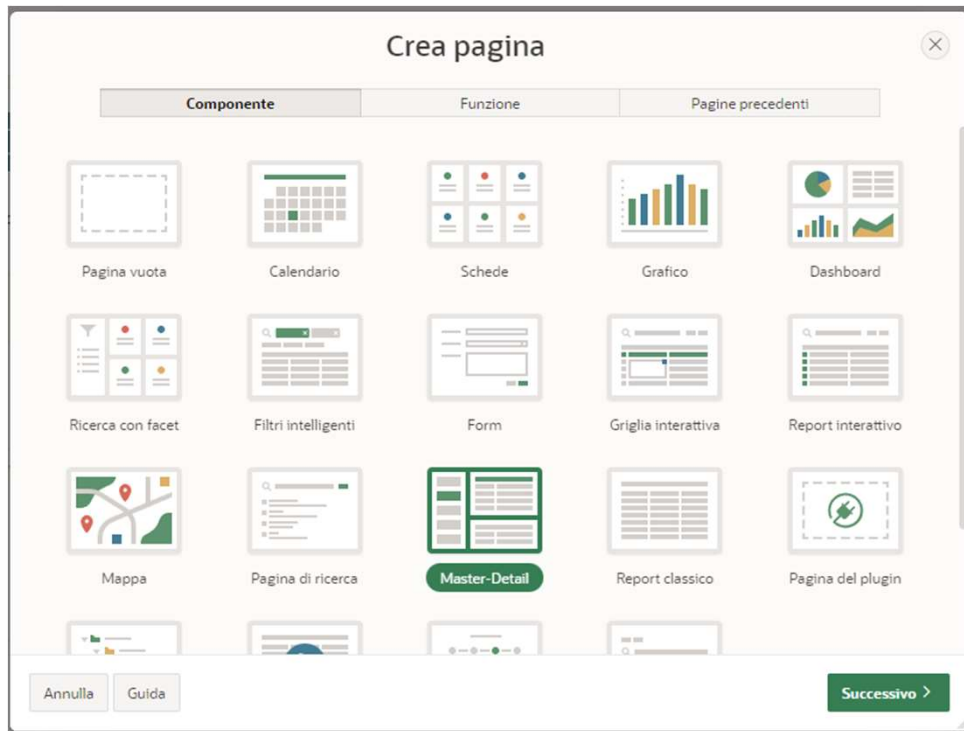 Crea pagina
Componente
Funzione
Pagine precedenti
Pagina vuota
Calendario
Schede
Grafico
Dashboard
Ricerca con facet
Filtri intelligenti
Form
Griglia interattiva
Report interattivo
Mappa
Pagina di ricerca
Master-Detail
Report classico
Pagina del plugin
Annulla
Guida
Successivo